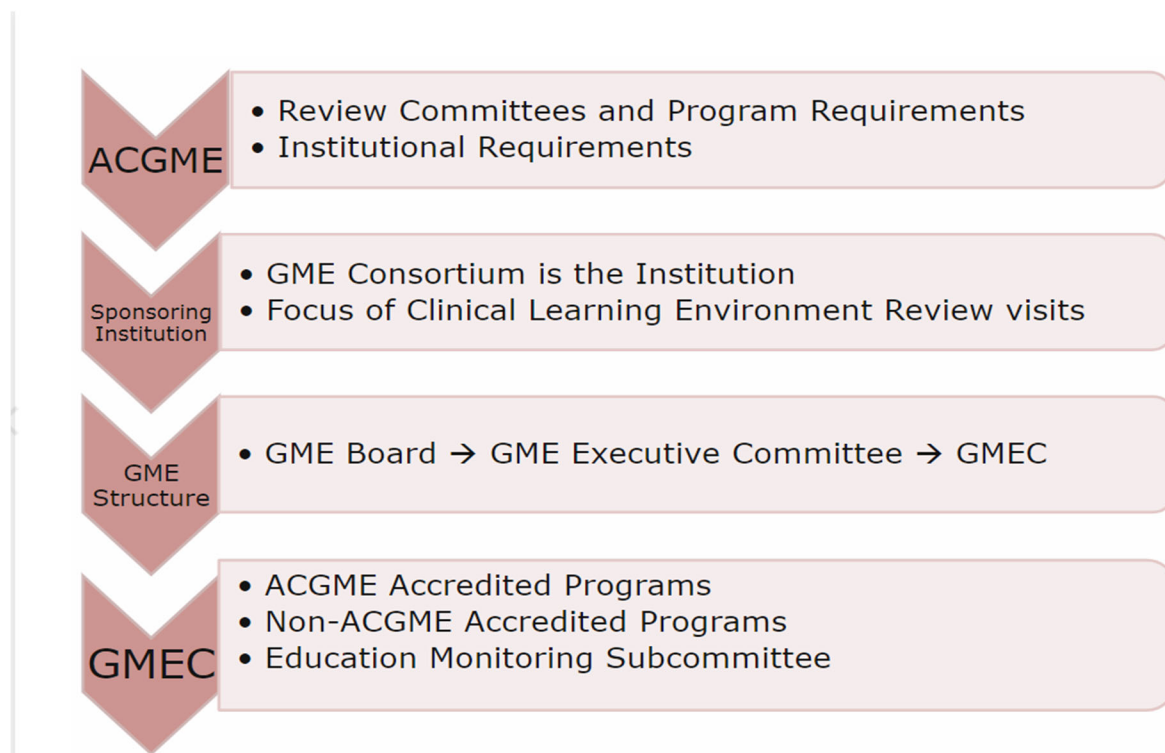 ACGME
• Review Committees and Program Requirements
• Institutional Requirements
Sponsoring
Institution
• GME Consortium is the Institution
• Focus of Clinical Learning Environment Review visits
GME
Structure
• GME Board → GME Executive Committee → GMEC
GMEC
• ACGME Accredited Programs
• Non-ACGME Accredited Programs
• Education Monitoring Subcommittee